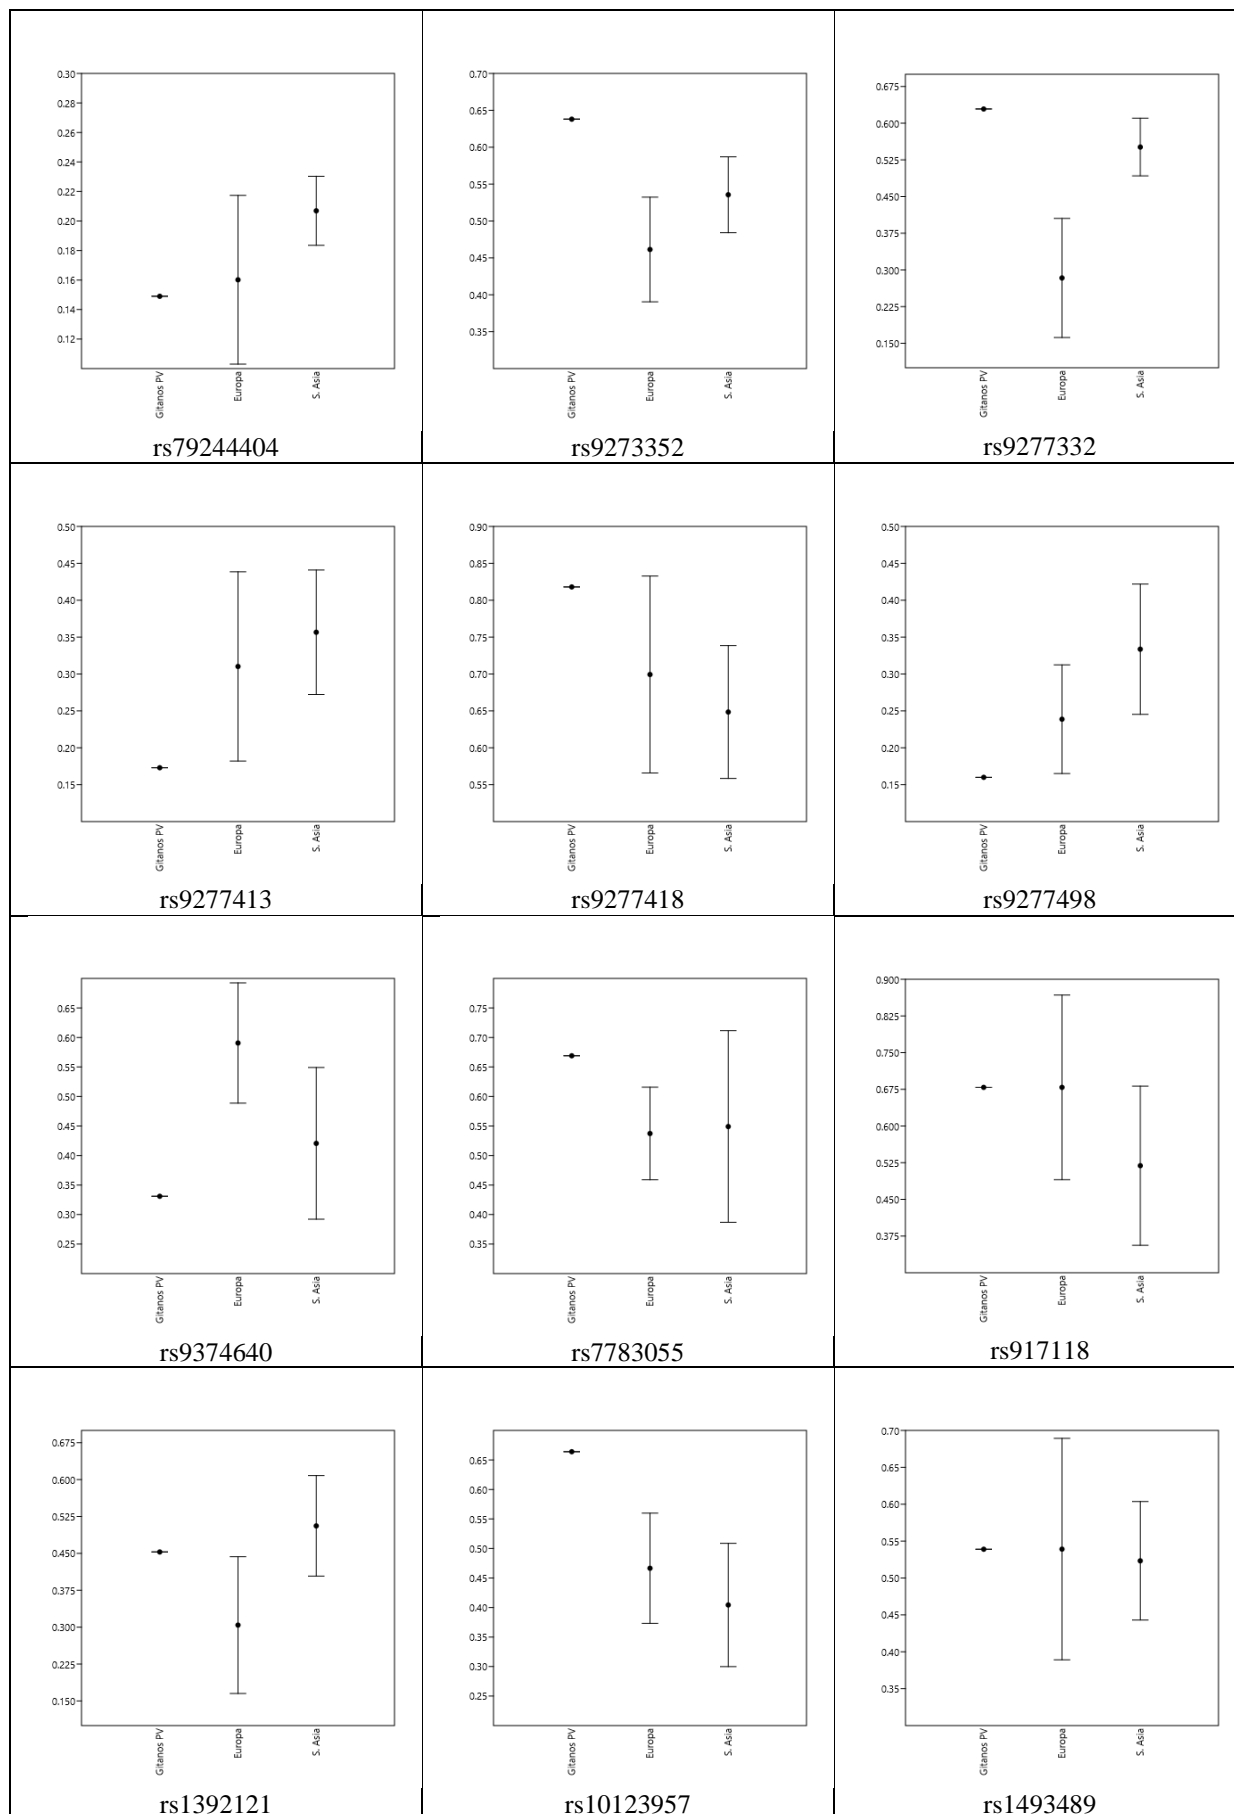 0.30
0.28
0.26
0.24
0.22
0.20
0.18
0.16
0.14
0.12
Gitanos PV
Europa
S. Asia
rs79244404
0.70
0.65
0.60
0.55
0.50
0.45
0.40
0.35
Gitanos PV
Europa
S. Asia
rs9273352
0.675
0.600
0.525
0.450
0.375
0.300
0.225
0.150
Gitanos PV
Europa
S. Asia
rs9277332
0.50
0.45
0.40
0.35
0.30
0.25
0.20
0.15
Gitanos PV
Europa
S. Asia
rs9277413
0.90
0.85
0.80
0.75
0.70
0.65
0.60
0.55
Gitanos PV
Europa
S. Asia
rs9277418
0.50
0.45
0.40
0.35
0.30
0.25
0.20
0.15
Gitanos PV
Europa
S. Asia
rs9277498
0.65
0.60
0.55
0.50
0.45
0.40
0.35
0.30
0.25
Gitanos PV
Europa
S. Asia
rs9374640
0.75
0.70
0.65
0.60
0.55
0.50
0.45
0.40
0.35
Gitanos PV
Europa
S. Asia
rs7783055
0.900
0.825
0.750
0.675
0.600
0.525
0.450
0.375
Gitanos PV
Europa
S. Asia
rs917118
0.675
0.600
0.525
0.450
0.375
0.300
0.225
0.150
Gitanos PV
Europa
S. Asia
rs1392121
0.65
0.60
0.55
0.50
0.45
0.40
0.35
0.30
0.25
Gitanos PV
Europa
S. Asia
rs10123957
0.70
0.65
0.60
0.55
0.50
0.45
0.40
0.35
Gitanos PV
Europa
S. Asia
rs1493489